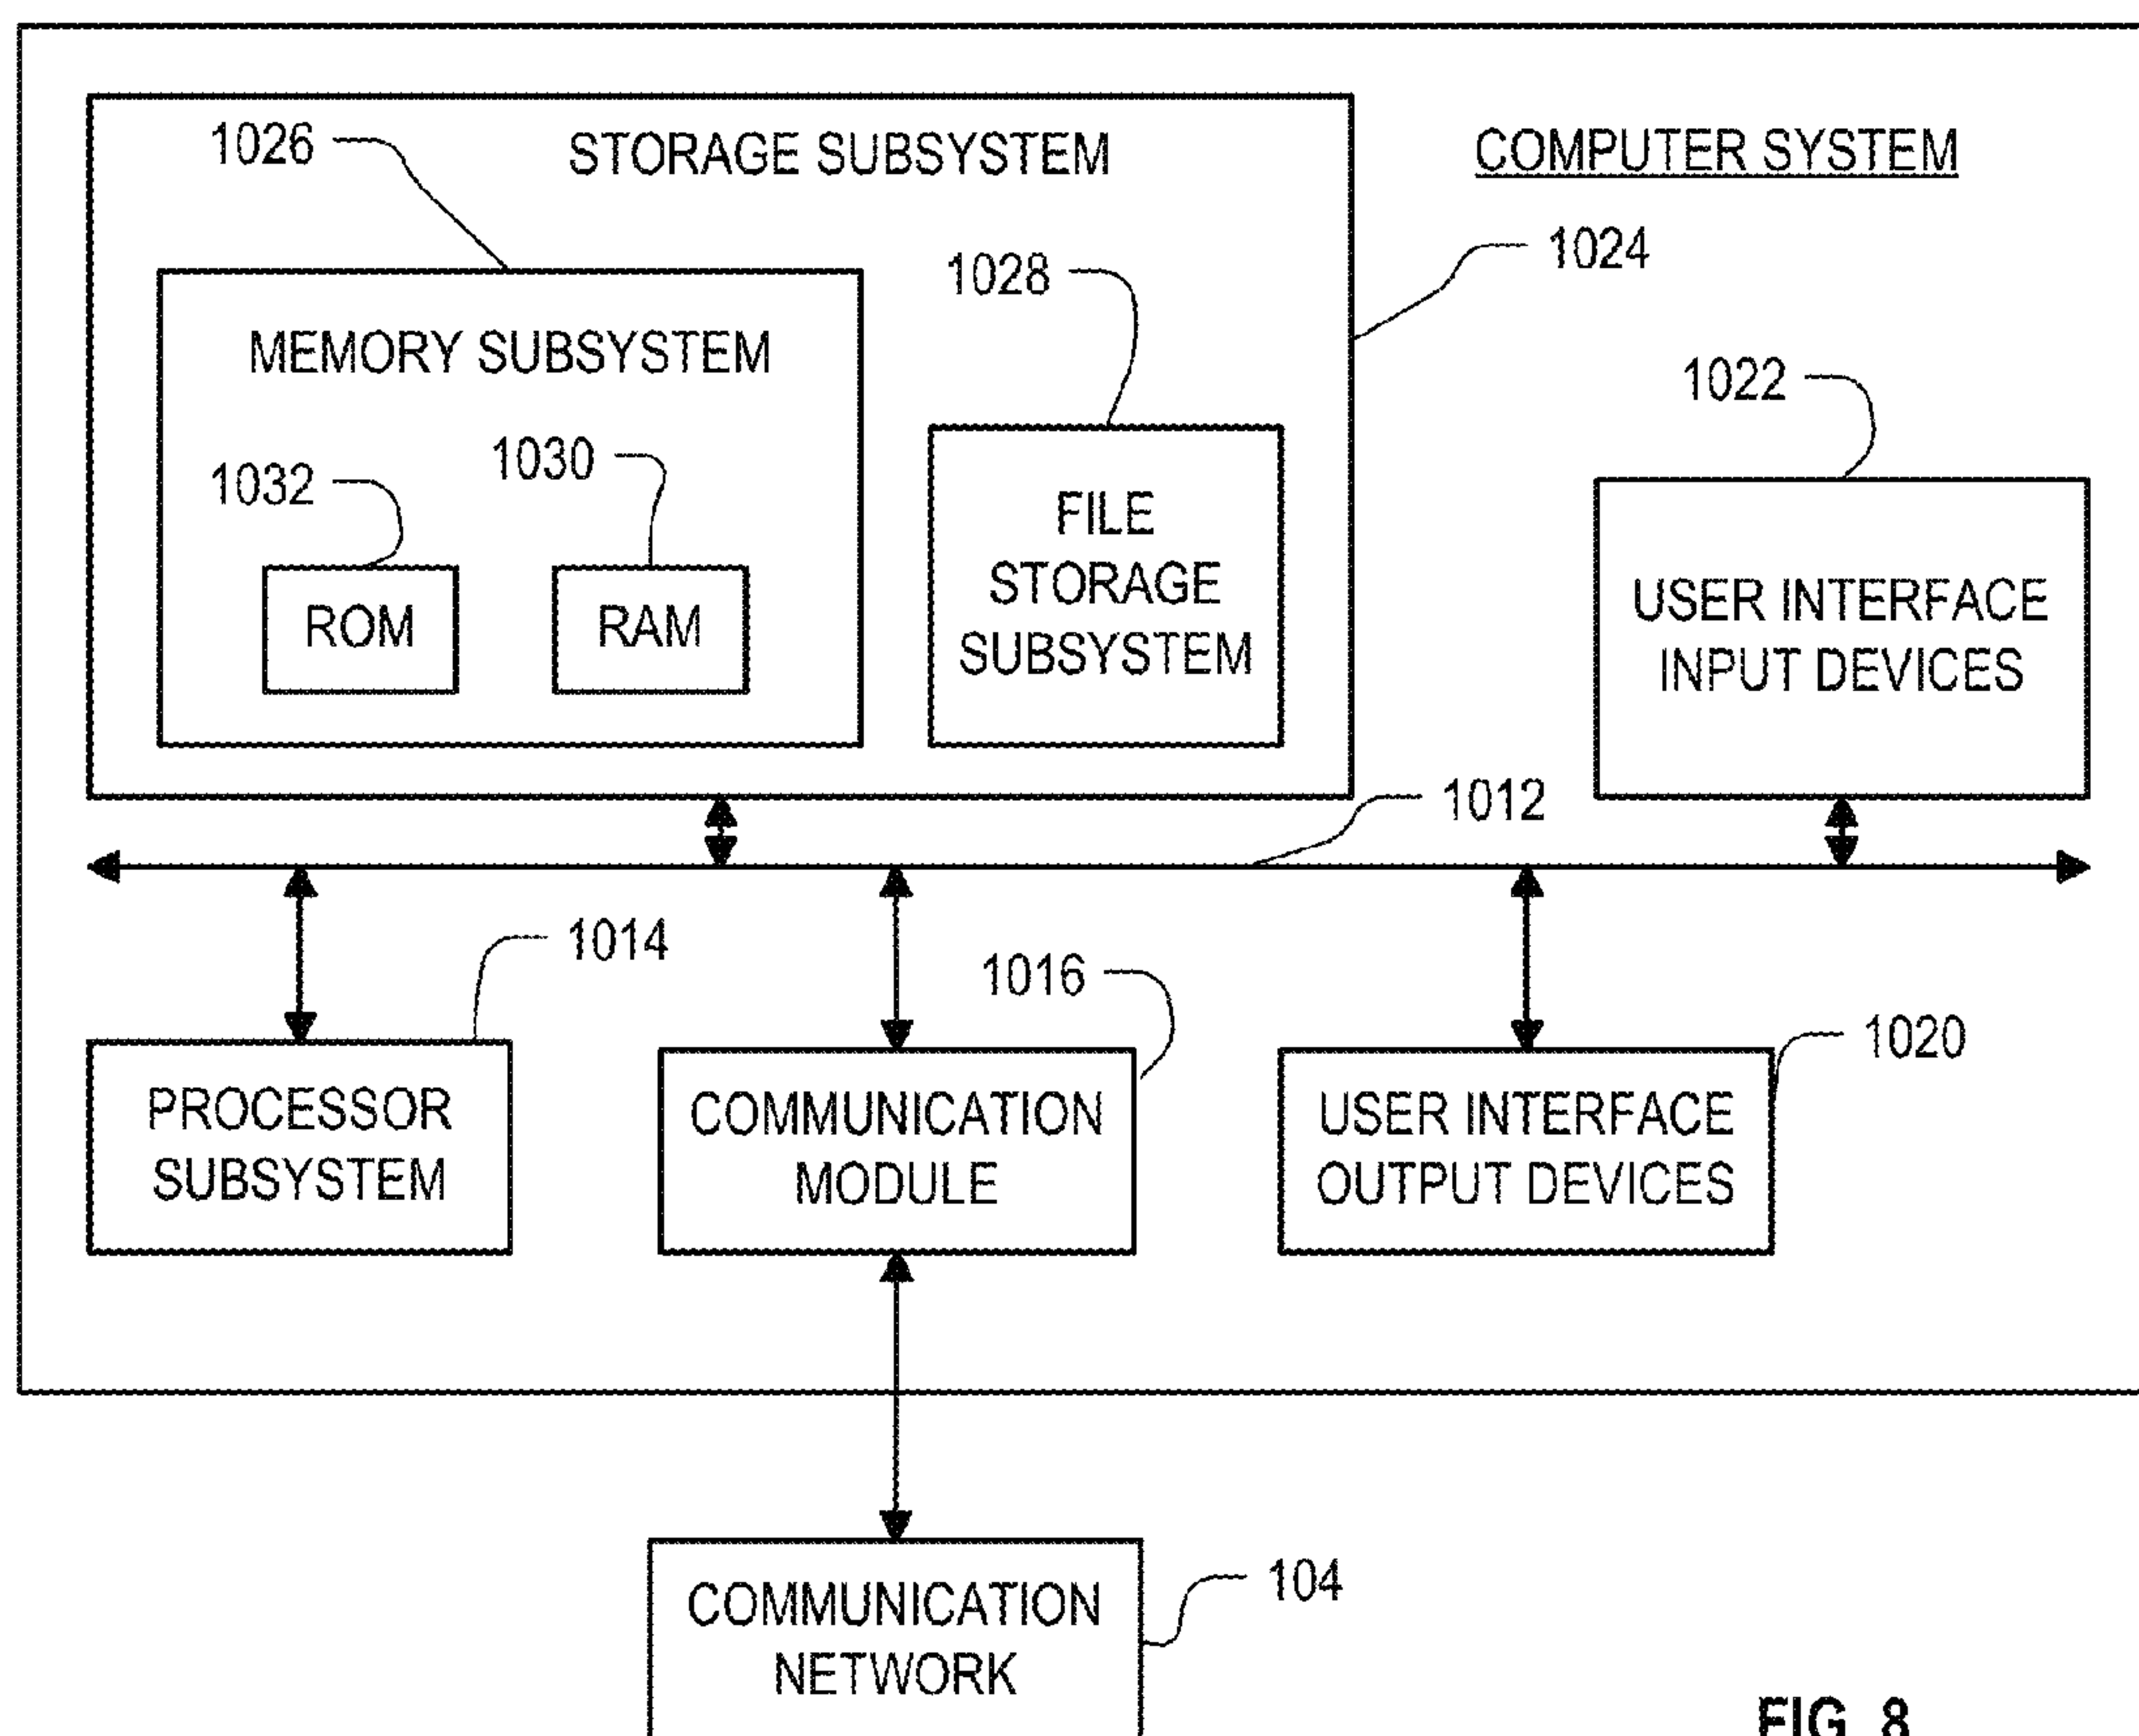 1026
STORAGE SUBSYSTEM
COMPUTER SYSTEM
1024
1028
MEMORY SUBSYSTEM
1022
1032
1030
ROM
RAM
FILE
STORAGE
SUBSYSTEM
USER INTERFACE
INPUT DEVICES
1012
1014
1016
1020
PROCESSOR
SUBSYSTEM
COMMUNICATION
MODULE
USER INTERFACE
OUTPUT DEVICES
104
COMMUNICATION
NETWORK
FIG. 8